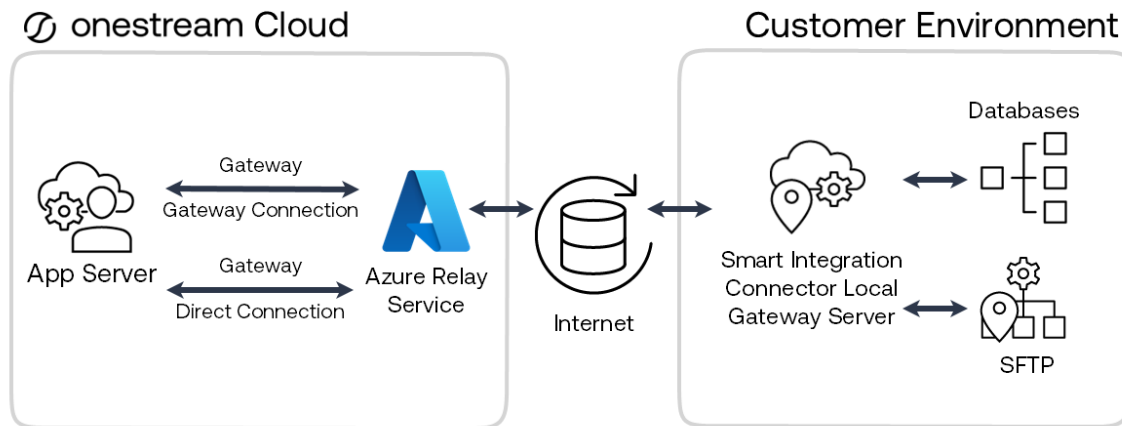 onestream Cloud
Customer Environment
Gateway
Gateway Connection
App Server
Gateway
Direct Connection
Azure Relay
Service
Internet
Smart Integration
Connector Local
Gateway Server
Databases
SFTP